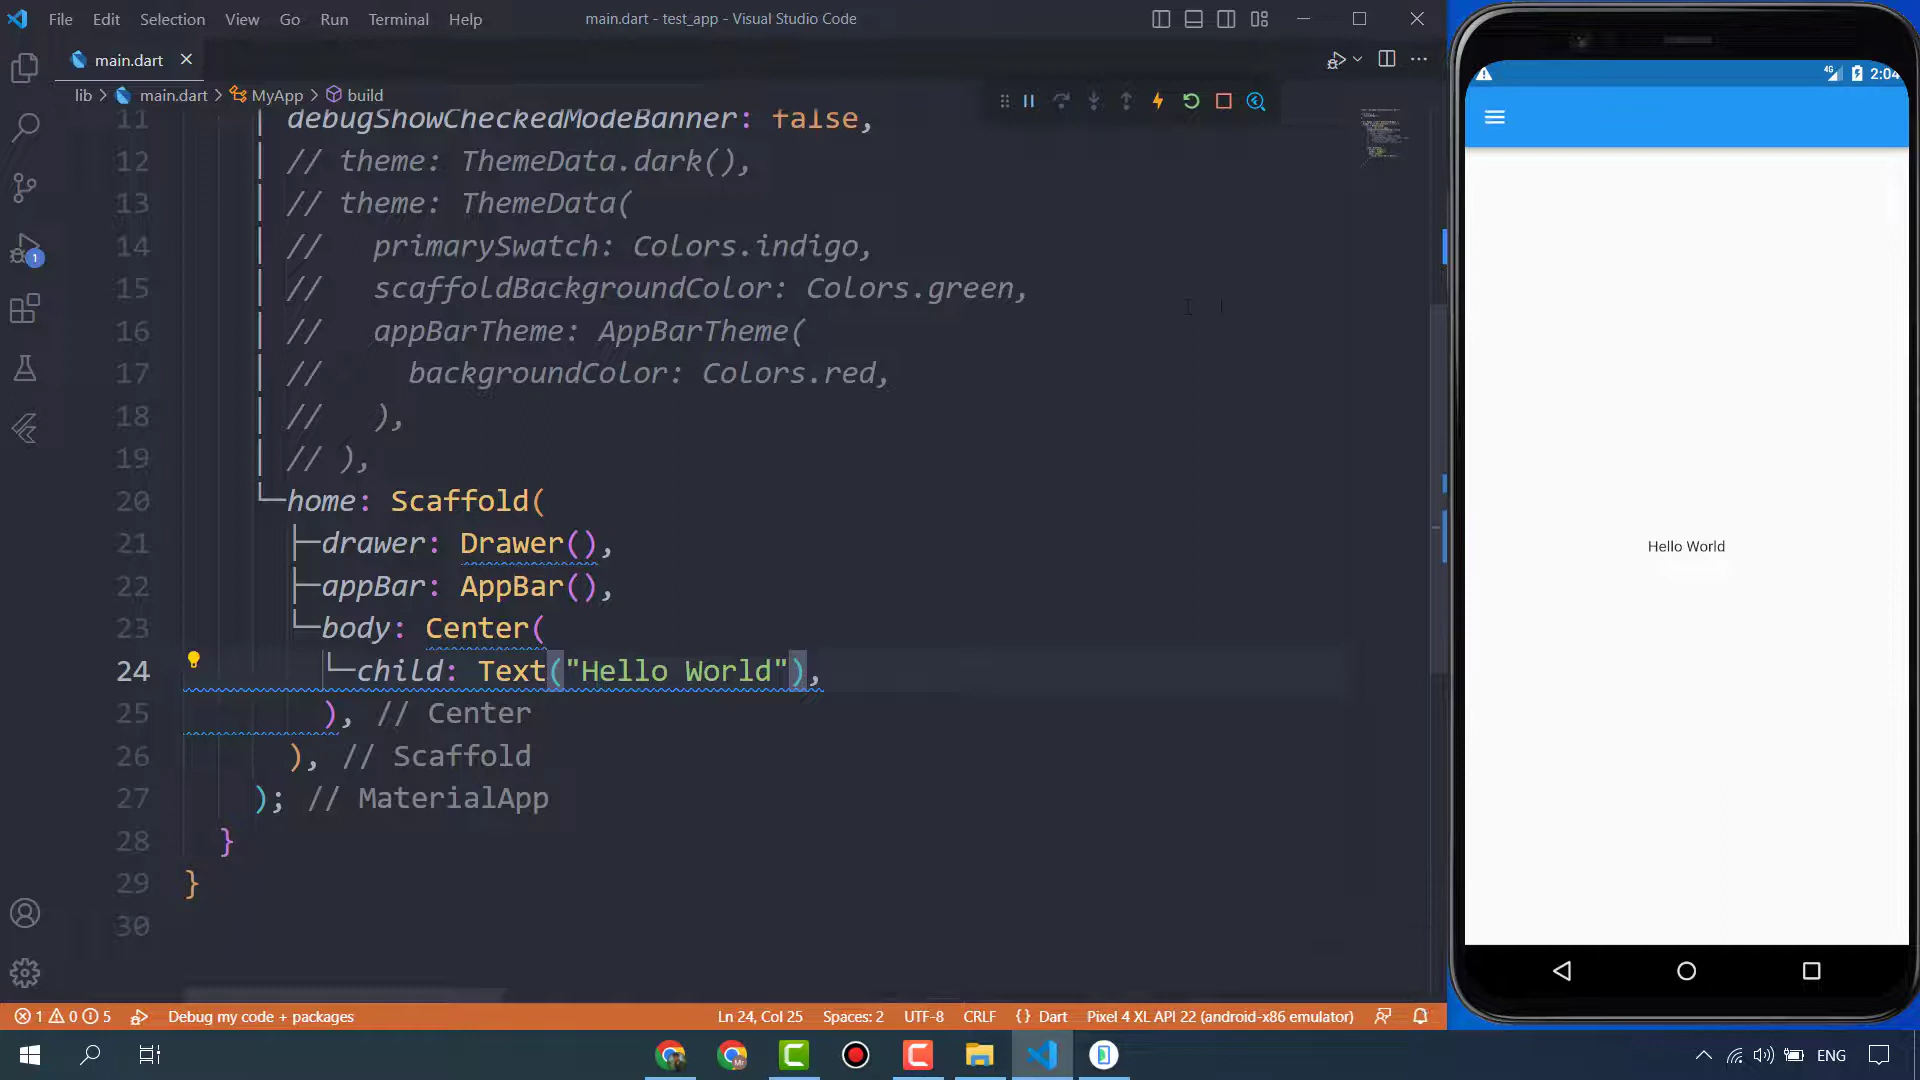 File Edit Selection View Go Run Terminal Help
main.dart - test_app - Visual Studio Code
main.dart
lib > main.dart > MyApp > build
11 debugShowCheckedModeBanner: false,
12 // theme: ThemeData.dark(),
13 // theme: ThemeData(
14 // primarySwatch: Colors.indigo,
15 // scaffoldBackgroundColor: Colors.green,
16 // appBarTheme: AppBarTheme(
17 // backgroundColor: Colors.red,
18 // ),
19 // ),
20 home: Scaffold(
21 drawer: Drawer(),
22 appBar: AppBar(),
23 body: Center(
24 child: Text("Hello World"),
25 ), // Center
26 ), // Scaffold
27 ); // MaterialApp
28 }
29 }
30
1
1 0 5 Debug my code + packages
Ln 24, Col 25 Spaces: 2 UTF-8 CRLF {} Dart Pixel 4 XL API 22 (android-x86 emulator)
ENG
4G 2:04
Hello World